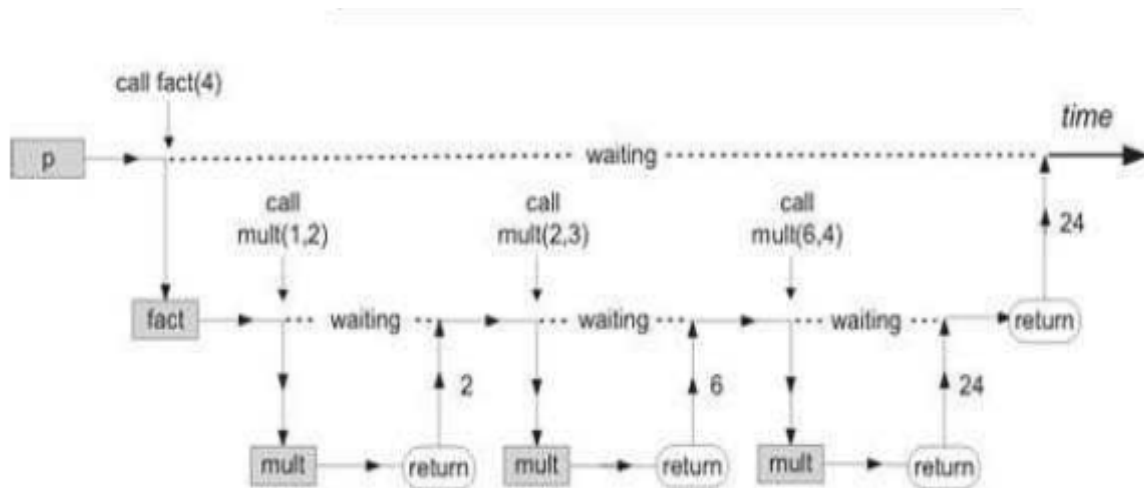 call fact(4)
time
p
waiting
call
mult(1,2)
call
mult(2,3)
call
mult(6,4)
24
fact
waiting
waiting
waiting
return
2
6
24
mult
return
mult
return
mult
return